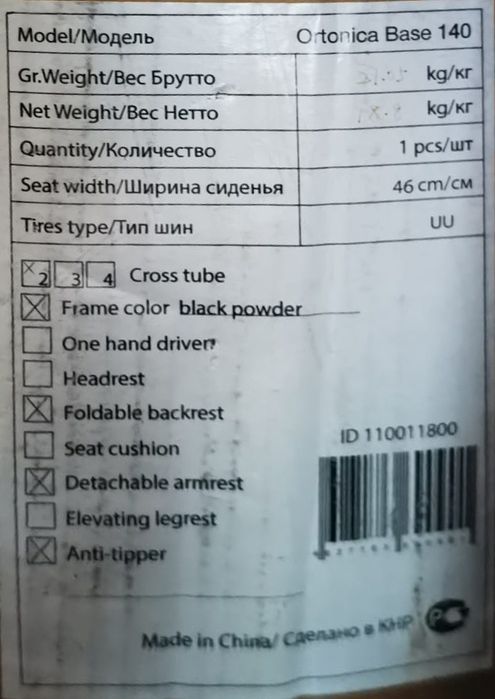 Model/Модель Ortonica Base 140
Gr.Weight/Вес Брутто kg/кг
Net Weight/Вес Нетто kg/кг
Quantity/Количество 1 pcs/шт
Seat width/Ширина сиденья 46 cm/см
Tires type/Тип шин UU
2 3 4 Cross tube
Frame color black powder
One hand driven
Headrest
Foldable backrest
Seat cushion
Detachable armrest
Elevating legrest
Anti-tipper
ID 110011800
Made in China/ Сделано в КНР